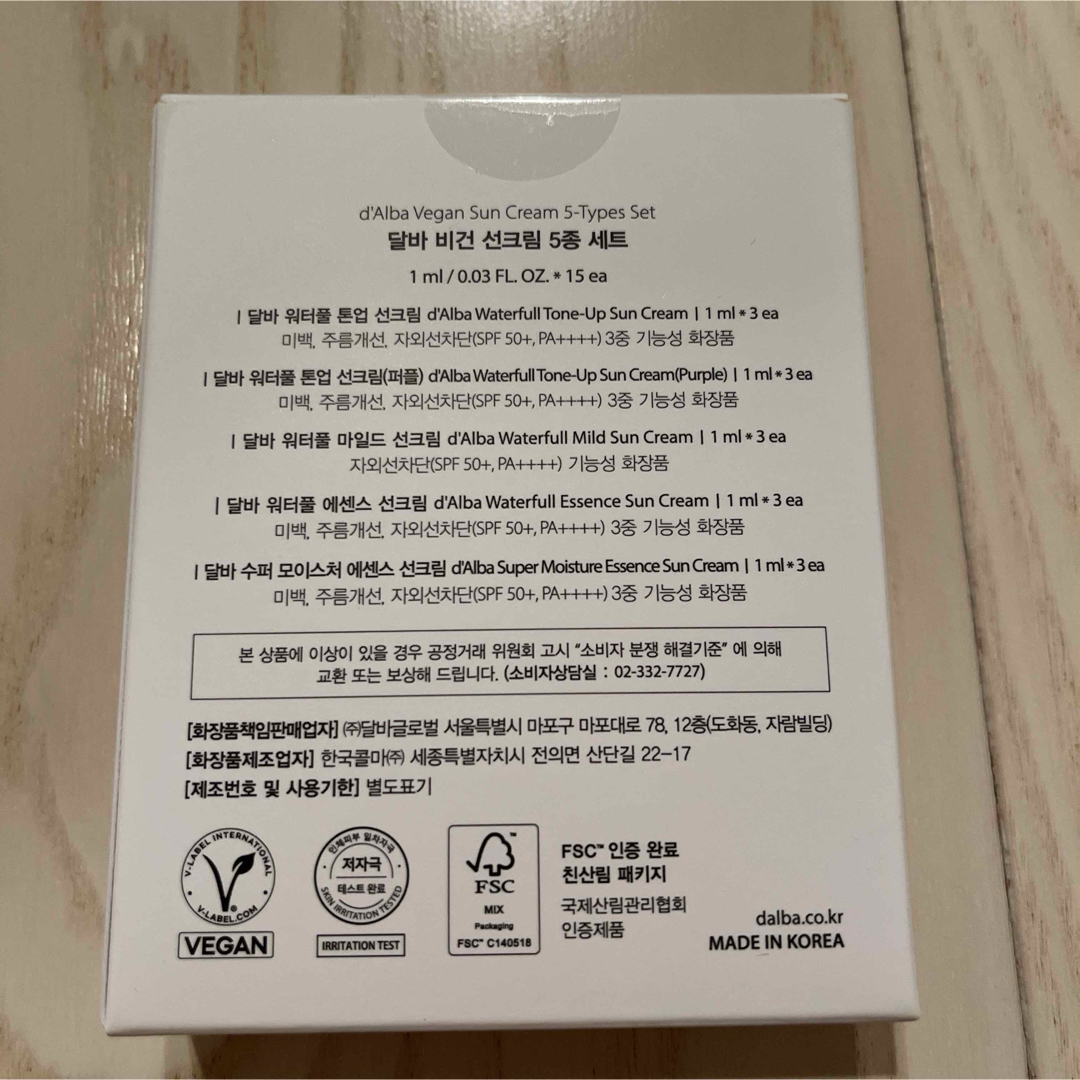 d'Alba Vegan Sun Cream 5-Types Set
달바 비건 선크림 5종 세트
1 ml / 0.03 FL. OZ. * 15 ea
| 달바 워터풀 톤업 선크림 d'Alba Waterfull Tone-Up Sun Cream | 1 ml * 3 ea
미백, 주름개선, 자외선차단(SPF 50+, PA++++) 3중 기능성 화장품
| 달바 워터풀 톤업 선크림(퍼플) d'Alba Waterfull Tone-Up Sun Cream(Purple) | 1 ml * 3 ea
미백, 주름개선, 자외선차단(SPF 50+, PA++++) 3중 기능성 화장품
| 달바 워터풀 마일드 선크림 d'Alba Waterfull Mild Sun Cream | 1 ml * 3 ea
자외선차단(SPF 50+, PA++++) 기능성 화장품
| 달바 워터풀 에센스 선크림 d'Alba Waterfull Essence Sun Cream | 1 ml * 3 ea
미백, 주름개선, 자외선차단(SPF 50+, PA++++) 3중 기능성 화장품
| 달바 수퍼 모이스처 에센스 선크림 d'Alba Super Moisture Essence Sun Cream | 1 ml * 3 ea
미백, 주름개선, 자외선차단(SPF 50+, PA++++) 3중 기능성 화장품
본 상품에 이상이 있을 경우 공정거래 위원회 고시 "소비자 분쟁 해결기준" 에 의해
교환 또는 보상해 드립니다. (소비자상담실 : 02-332-7727)
[화장품책임판매업자] ㈜달바글로벌 서울특별시 마포구 마포대로 78, 12층(도화동, 자람빌딩)
[화장품제조업자] 한국콜마㈜ 세종특별자치시 전의면 산단길 22-17
[제조번호 및 사용기한] 별도표기
V-LABEL INTERNATIONAL
V-LABEL.COM
VEGAN
인체피부 일차자극
저자극
테스트 완료
SKIN IRRITATION TESTED
IRRITATION TEST
FSC
MIX
Packaging
FSC™ C140518
FSC™ 인증 완료
친산림 패키지
국제산림관리협회
인증제품
dalba.co.kr
MADE IN KOREA